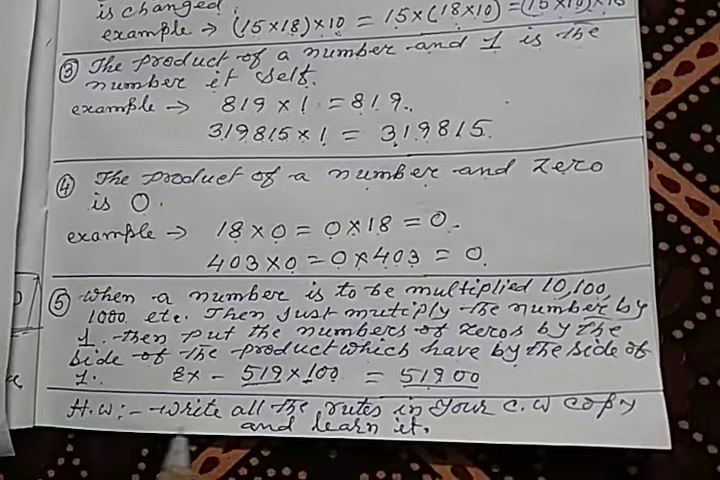 is changed.
example → (15×18)×10 = 15×(18×10) = (15×10)×18
③ The product of a number and 1 is the
number it self.
example → 819 × 1 = 819.
319815 × 1 = 319815.
④ The product of a number and zero
is 0.
example → 18 × 0 = 0 × 18 = 0.
403 × 0 = 0 × 403 = 0.
⑤ When a number is to be multiplied 10, 100,
1000 etc. Then just mutiply the number by
1. then put the numbers of zeros by the
side of the product which have by the side of
1. ex - 519 × 100 = 51900
H.W :- write all the rules in your C.W copy
and learn it.